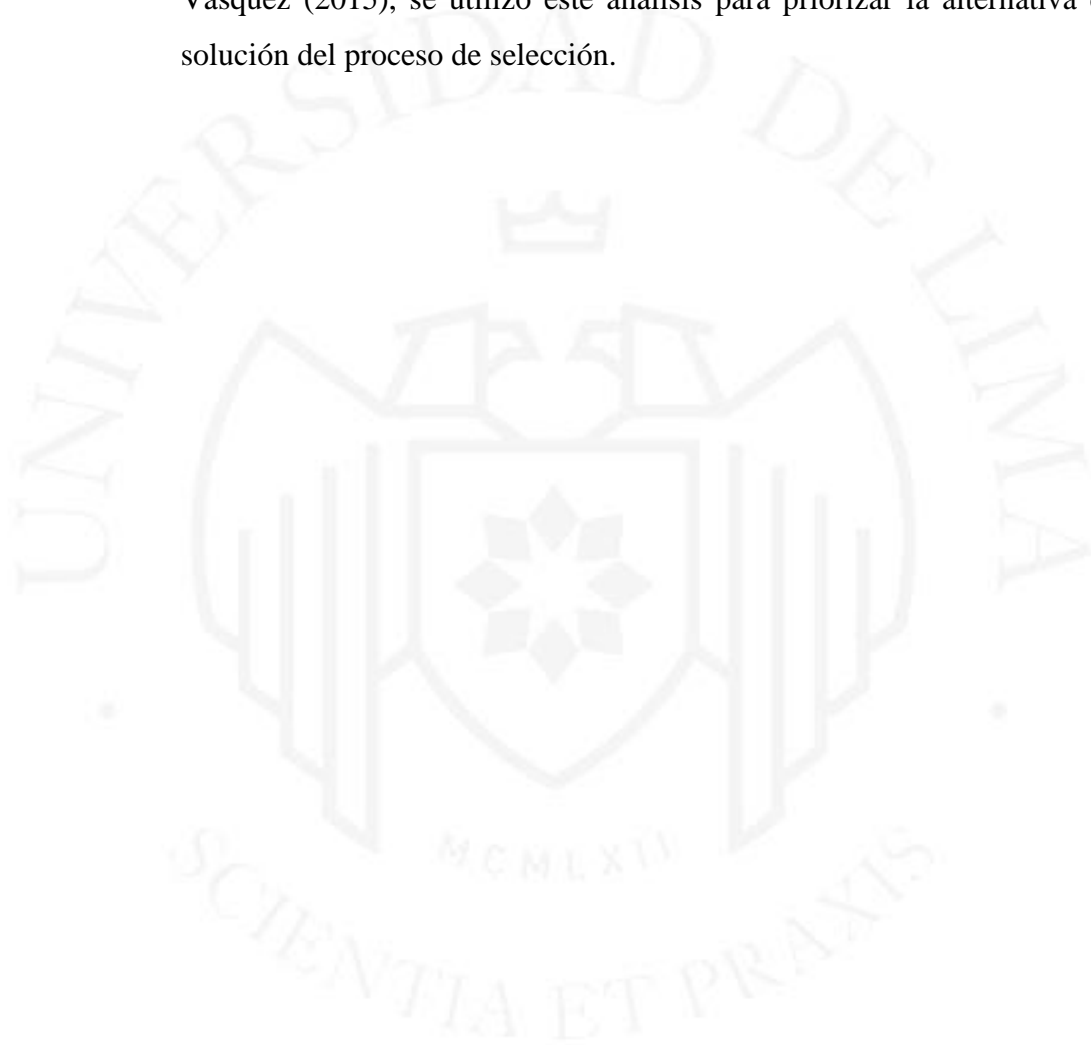 Vásquez (2015), se utilizó este análisis para priorizar la alternativa
solución del proceso de selección.
UNIVERSIDAD DE LIMA
MCMLXII
SCIENTIA ET PRAXIS